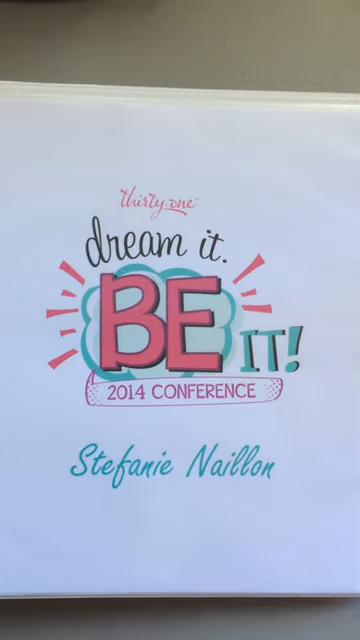 thirty-one
dream it.
BE IT!
2014 CONFERENCE
Stefanie Naillon